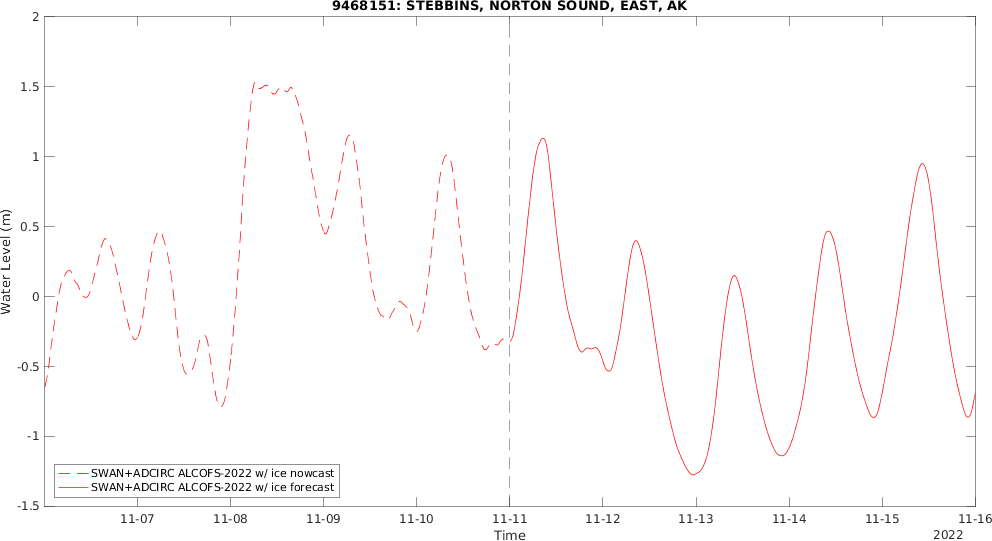 9468151: STEBBINS, NORTON SOUND, EAST, AK
2
1.5
1
0.5
0
-0.5
-1
-1.5
Water Level (m)
SWAN+ADCIRC ALCOFS-2022 w/ ice nowcast
SWAN+ADCIRC ALCOFS-2022 w/ ice forecast
11-07 11-08 11-09 11-10 11-11 11-12 11-13 11-14 11-15 11-16
Time
2022